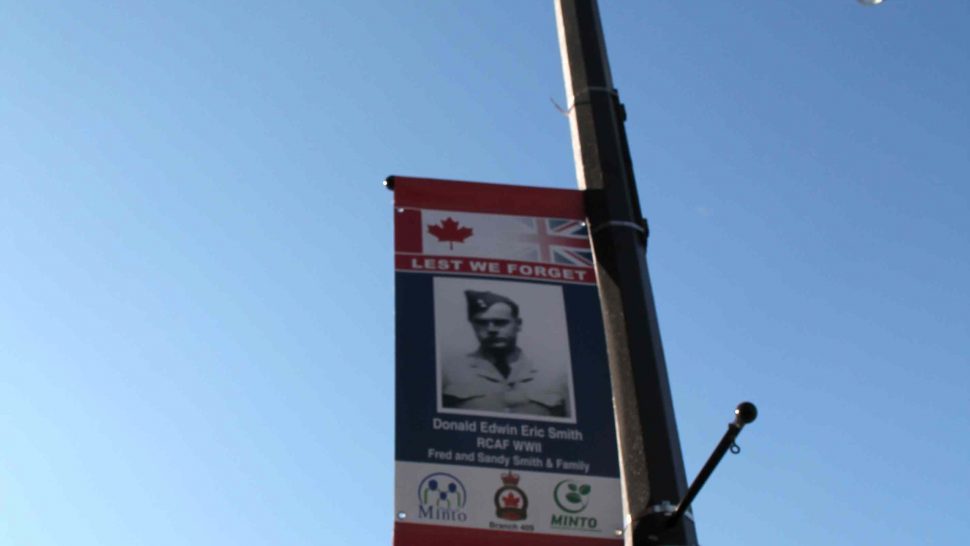 LEST WE FORGET
Donald Edwin Eric Smith
RCAF WWII
Fred and Sandy Smith & Family
Minto
Branch 409
MINTO